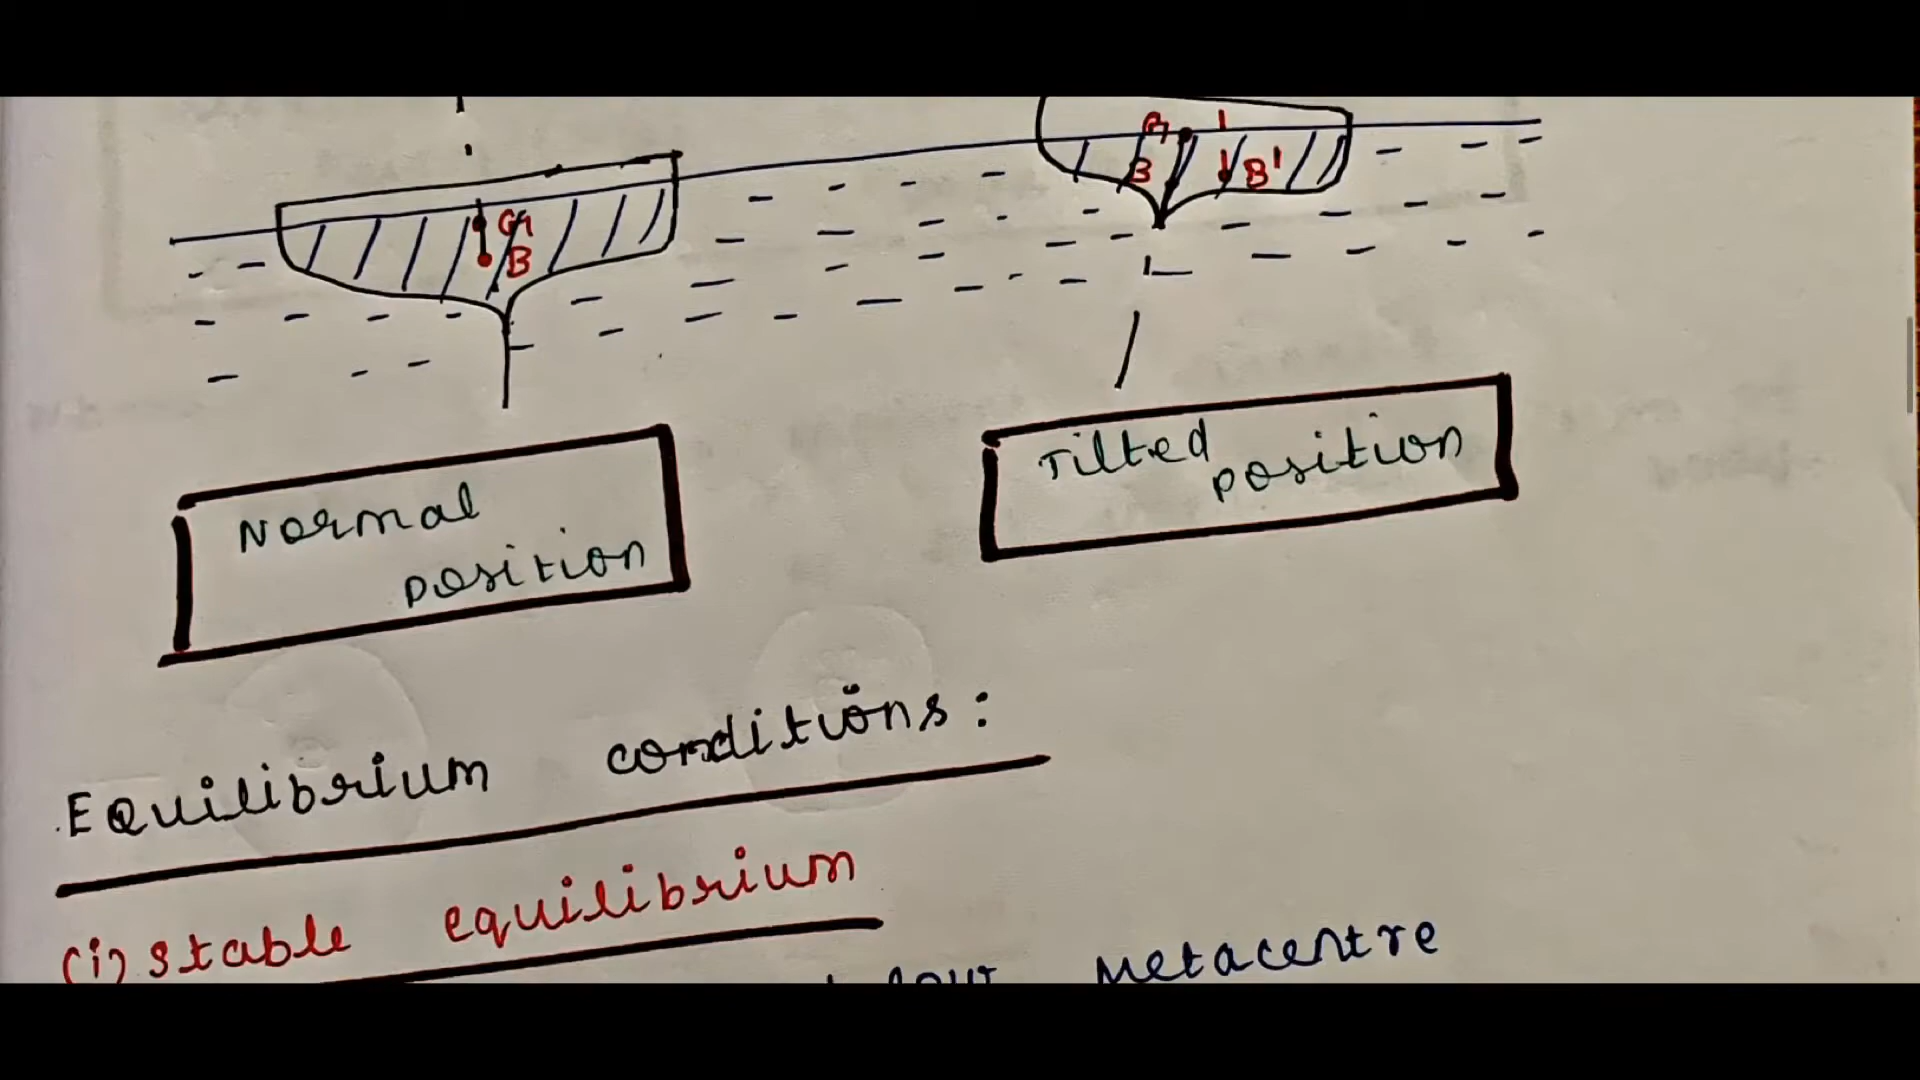 G B B'
G
B
Normal
position
Tilted
position
Equilibrium conditions:
(i) stable equilibrium
Metacentre